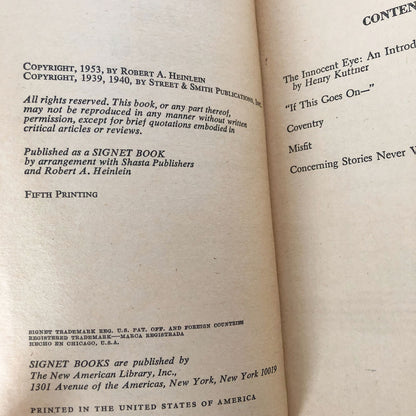 COPYRIGHT, 1953, BY ROBERT A. HEINLEIN
COPYRIGHT, 1939, 1940, BY STREET & SMITH PUBLICATIONS, INC.
All rights reserved. This book, or any part thereof,
may not be reproduced in any manner without written
permission, except for brief quotations embodied in
critical articles or reviews.
Published as a SIGNET BOOK
by arrangement with Shasta Publishers
and Robert A. Heinlein
FIFTH PRINTING
SIGNET TRADEMARK REG. U.S. PAT. OFF. AND FOREIGN COUNTRIES
REGISTERED TRADEMARK—MARCA REGISTRADA
HECHO EN CHICAGO, U.S.A.
SIGNET BOOKS are published by
The New American Library, Inc.,
1301 Avenue of the Americas, New York, New York 10019
PRINTED IN THE UNITED STATES OF AMERICA
CONTEN
The Innocent Eye: An Introd
by Henry Kuttner
"If This Goes On—"
Coventry
Misfit
Concerning Stories Never W